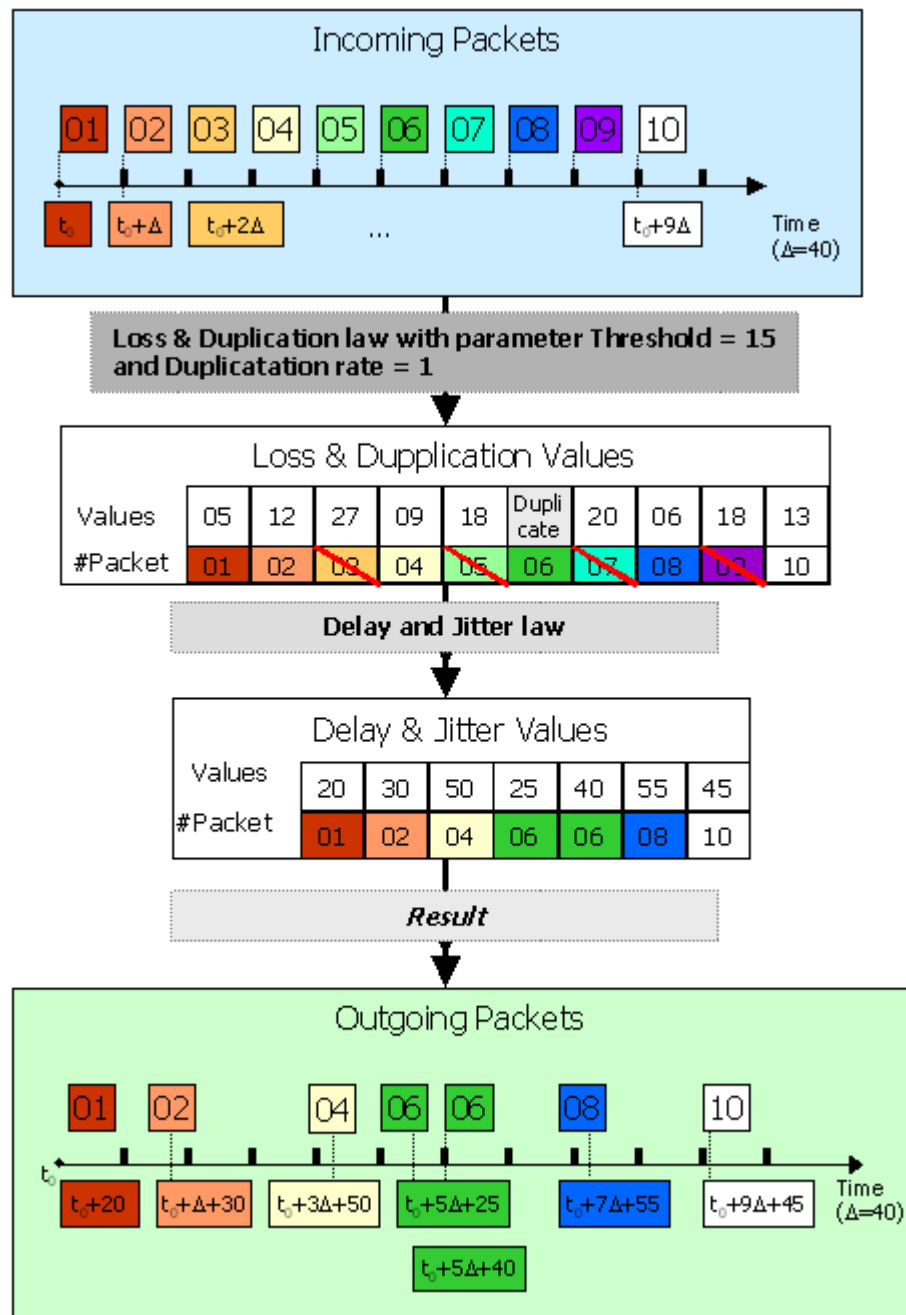 Incoming Packets
01 02 03 04 05 06 07 08 09 10
t₀ t₀+Δ t₀+2Δ ... t₀+9Δ
Time
(Δ=40)
Loss & Duplication law with parameter Threshold = 15
and Duplicatation rate = 1
Loss & Dupplication Values
Values 05 12 27 09 18 Dupli cate 20 06 18 13
#Packet 01 02 03 04 05 06 07 08 09 10
Delay and Jitter law
Delay & Jitter Values
Values 20 30 50 25 40 55 45
#Packet 01 02 04 06 06 08 10
Result
Outgoing Packets
01 02 04 06 06 08 10
t₀
t₀+20 t₀+Δ+30 t₀+3Δ+50 t₀+5Δ+25 t₀+7Δ+55 t₀+9Δ+45
Time
(Δ=40)
t₀+5Δ+40